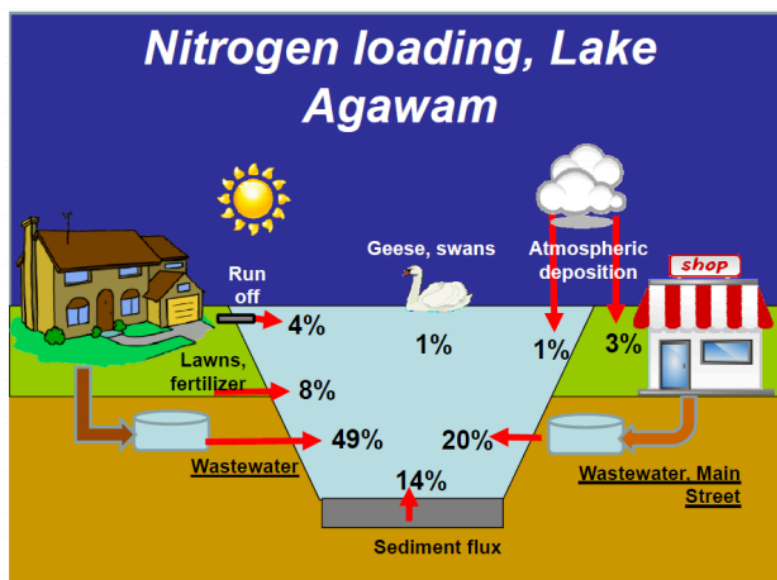 Nitrogen loading, Lake
Agawam
Geese, swans
Atmospheric
deposition
shop
Run
off
4%
1%
1%
3%
Lawns,
fertilizer
8%
49%
20%
Wastewater
Wastewater, Main
Street
14%
Sediment flux